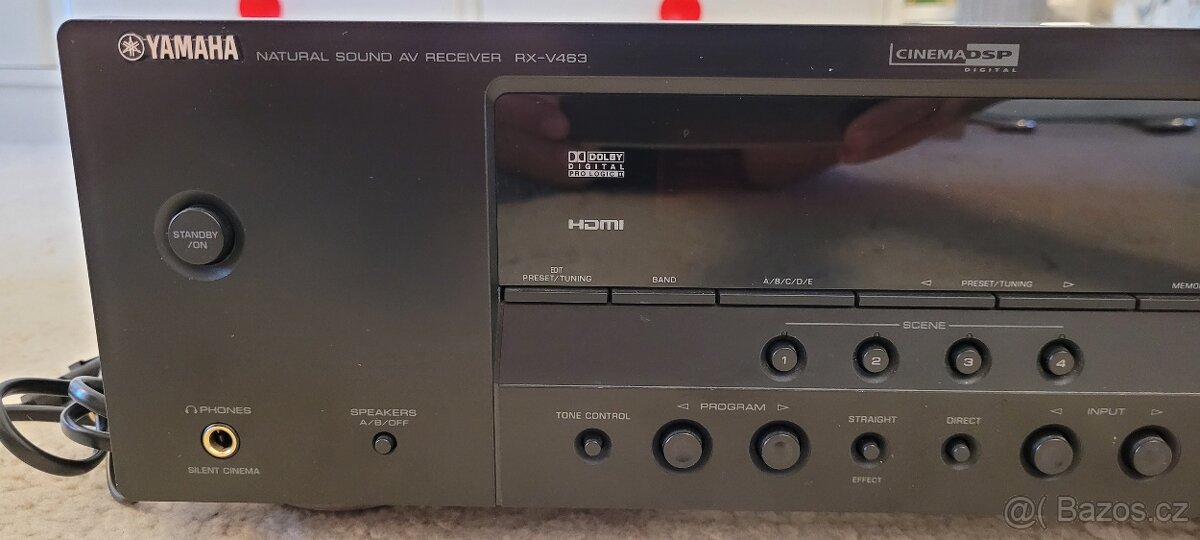 YAMAHA NATURAL SOUND AV RECEIVER RX-V463
CINEMA DSP
DIGITAL
DOLBY
DIGITAL
PRO LOGIC II
HDMI
STANDBY
/ON
EDIT
PRESET/TUNING
BAND
A/B/C/D/E
◁ PRESET/TUNING ▷
SCENE
1 2 3 4
PHONES
SILENT CINEMA
SPEAKERS
A/B/OFF
TONE CONTROL
◁ PROGRAM ▷
STRAIGHT
EFFECT
DIRECT
◁ INPUT ▷
@( Bazos.cz